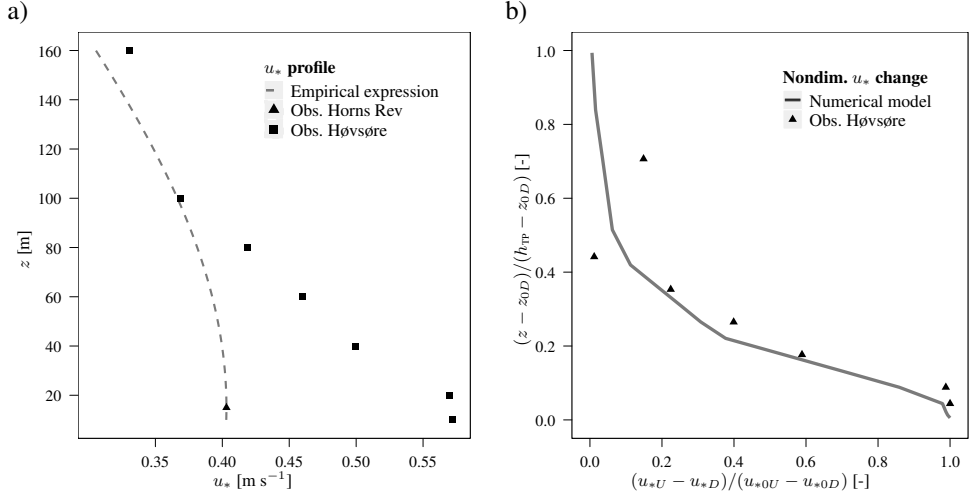 a)
160
140
120
100
80
60
40
20
z [m]
0.35
0.40
0.45
0.50
0.55
u∗ [m s⁻¹]
u∗ profile
Empirical expression
Obs. Horns Rev
Obs. Høvsøre
b)
1.0
0.8
0.6
0.4
0.2
0.0
(z − z₀D)/(hTP − z₀D) [-]
0.0
0.2
0.4
0.6
0.8
1.0
(u∗U − u∗D)/(u∗0U − u∗0D) [-]
Nondim. u∗ change
Numerical model
Obs. Høvsøre